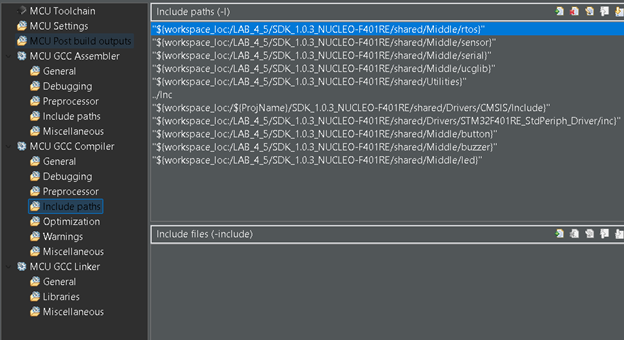 MCU Toolchain
MCU Settings
MCU Post build outputs
MCU GCC Assembler
General
Debugging
Preprocessor
Include paths
Miscellaneous
MCU GCC Compiler
General
Debugging
Preprocessor
Include paths
Optimization
Warnings
Miscellaneous
MCU GCC Linker
General
Libraries
Miscellaneous
Include paths (-I)
"${workspace_loc:/LAB_4_5/SDK_1.0.3_NUCLEO-F401RE/shared/Middle/rtos}"
"${workspace_loc:/LAB_4_5/SDK_1.0.3_NUCLEO-F401RE/shared/Middle/sensor}"
"${workspace_loc:/LAB_4_5/SDK_1.0.3_NUCLEO-F401RE/shared/Middle/serial}"
"${workspace_loc:/LAB_4_5/SDK_1.0.3_NUCLEO-F401RE/shared/Middle/ucglib}"
"${workspace_loc:/LAB_4_5/SDK_1.0.3_NUCLEO-F401RE/shared/Utilities}"
../Inc
"${workspace_loc:/${ProjName}/SDK_1.0.3_NUCLEO-F401RE/shared/Drivers/CMSIS/Include}"
"${workspace_loc:/LAB_4_5/SDK_1.0.3_NUCLEO-F401RE/shared/Drivers/STM32F401RE_StdPeriph_Driver/inc}"
"${workspace_loc:/LAB_4_5/SDK_1.0.3_NUCLEO-F401RE/shared/Middle/button}"
"${workspace_loc:/LAB_4_5/SDK_1.0.3_NUCLEO-F401RE/shared/Middle/buzzer}"
"${workspace_loc:/LAB_4_5/SDK_1.0.3_NUCLEO-F401RE/shared/Middle/led}"
Include files (-include)